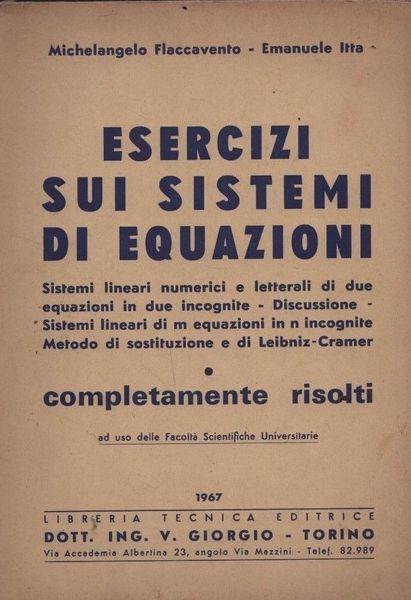 Michelangelo Flaccavento - Emanuele Itta
ESERCIZI
SUI SISTEMI
DI EQUAZIONI
Sistemi lineari numerici e letterali di due
equazioni in due incognite - Discussione -
Sistemi lineari di m equazioni in n incognite
Metodo di sostituzione e di Leibniz-Cramer
•
completamente risolti
ad uso delle Facoltà Scientifiche Universitarie
1967
LIBRERIA TECNICA EDITRICE
DOTT. ING. V. GIORGIO - TORINO
Via Accademia Albertina 23, angolo Via Mazzini - Telef. 82.989